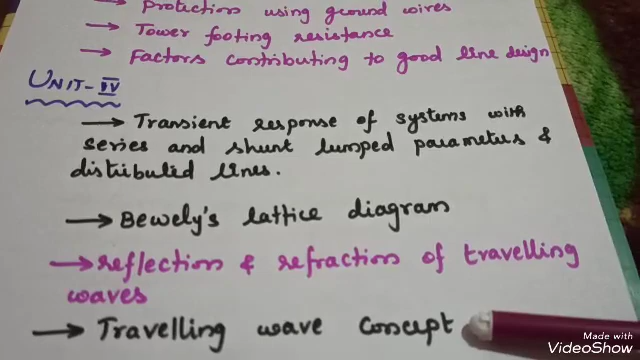 → Protection using ground wires
→ Tower footing resistance
→ Factors contributing to good line design
UNIT-IV
→ Transient response of systems with
series and shunt lumped parameters &
distributed lines.
→ Bewely's lattice diagram
→ reflection & refraction of travelling
waves
→ Travelling wave concept
Made with
VideoShow